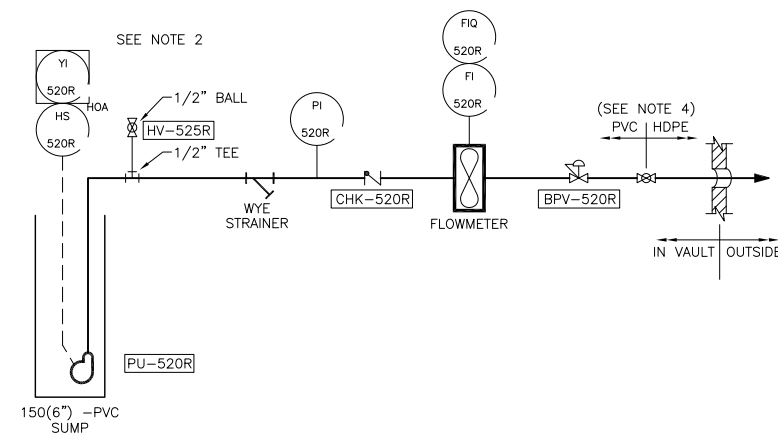 SEE NOTE 2
YI
520R
HOA
HS
520R
1/2" BALL
HV-525R
1/2" TEE
WYE
STRAINER
PI
520R
CHK-520R
FIQ
520R
FI
520R
FLOWMETER
BPV-520R
(SEE NOTE 4)
PVC HDPE
IN VAULT OUTSIDE
PU-520R
150(6") -PVC
SUMP